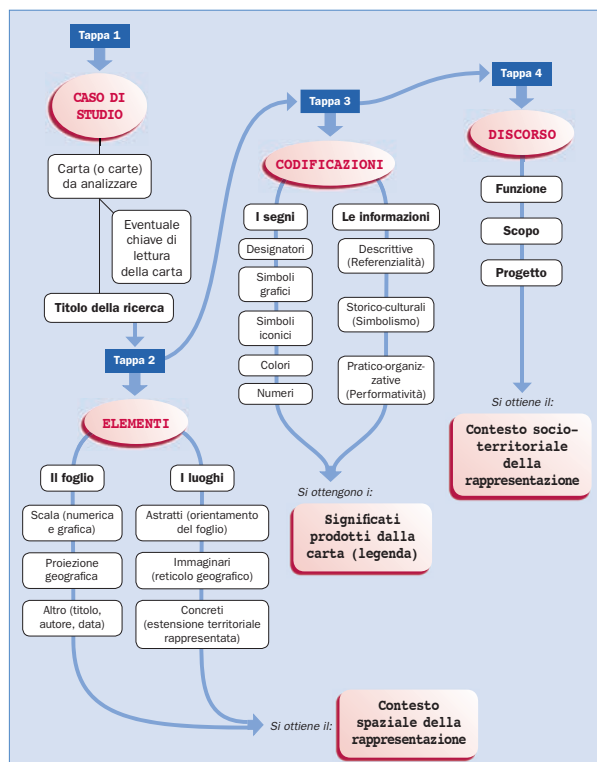 Tappa 1
CASO DI
STUDIO
Carta (o carte)
da analizzare
Eventuale
chiave di
lettura
della carta
Titolo della ricerca
Tappa 2
ELEMENTI
Il foglio
Scala (numerica
e grafica)
Proiezione
geografica
Altro (titolo,
autore, data)
I luoghi
Astratti (orientamento
del foglio)
Immaginari
(reticolo geografico)
Concreti
(estensione territoriale
rappresentata)
Si ottiene il:
Contesto
spaziale della
rappresentazione
Tappa 3
CODIFICAZIONI
I segni
Designatori
Simboli
grafici
Simboli
iconici
Colori
Numeri
Le informazioni
Descrittive
(Referenzialità)
Storico-culturali
(Simbolismo)
Pratico-organiz-
zative
(Performatività)
Si ottengono i:
Significati
prodotti dalla
carta (legenda)
Tappa 4
DISCORSO
Funzione
Scopo
Progetto
Si ottiene il:
Contesto socio-
territoriale
della
rappresentazione